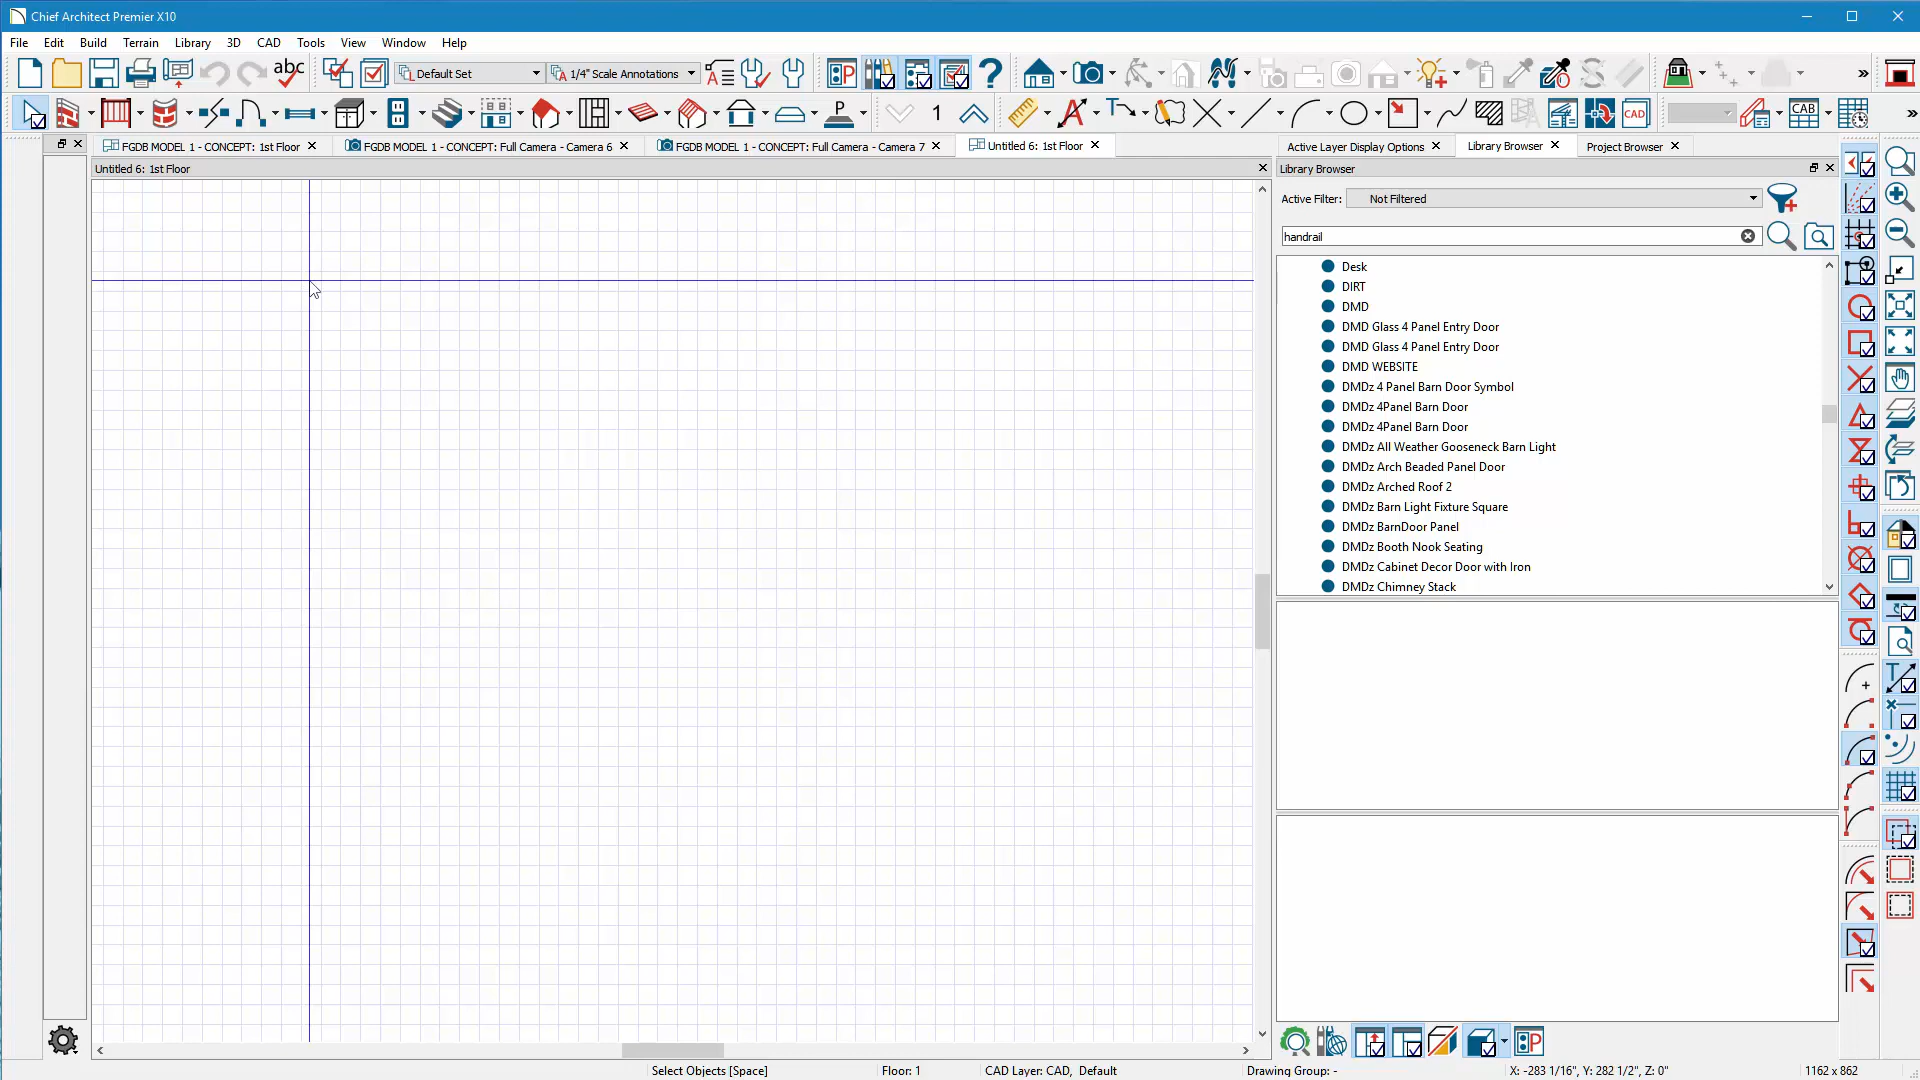 Chief Architect Premier X10
File Edit Build Terrain Library 3D CAD Tools View Window Help
abc Default Set 1/4" Scale Annotations
1 CAD CAB
FGDB MODEL 1 - CONCEPT: 1st Floor FGDB MODEL 1 - CONCEPT: Full Camera - Camera 6 FGDB MODEL 1 - CONCEPT: Full Camera - Camera 7 Untitled 6: 1st Floor Active Layer Display Options Library Browser Project Browser
Untitled 6: 1st Floor
Library Browser
Active Filter: Not Filtered
handrail
Desk
DIRT
DMD
DMD Glass 4 Panel Entry Door
DMD Glass 4 Panel Entry Door
DMD WEBSITE
DMDz 4 Panel Barn Door Symbol
DMDz 4Panel Barn Door
DMDz 4Panel Barn Door
DMDz All Weather Gooseneck Barn Light
DMDz Arch Beaded Panel Door
DMDz Arched Roof 2
DMDz Barn Light Fixture Square
DMDz BarnDoor Panel
DMDz Booth Nook Seating
DMDz Cabinet Decor Door with Iron
DMDz Chimney Stack
Select Objects [Space] Floor: 1 CAD Layer: CAD, Default Drawing Group: - X: -283 1/16", Y: 282 1/2", Z: 0" 1162 x 862